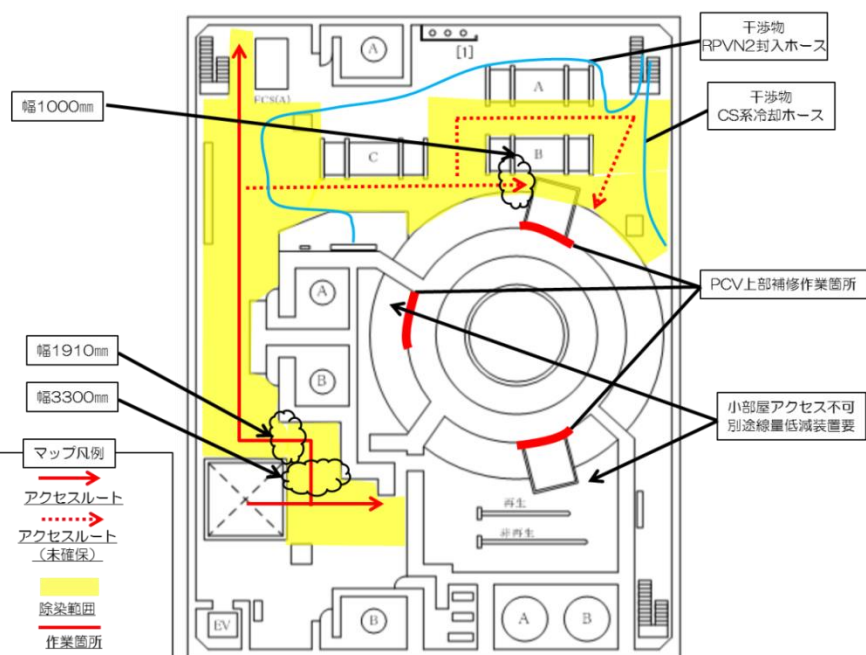 干渉物
RPVN2封入ホース
A
[1]
A
FCS(A)
干渉物
CS系冷却ホース
幅1000㎜
C
B
PCV上部補修作業箇所
A
幅1910㎜
B
幅3300㎜
小部屋アクセス不可
別途線量低減装置要
マップ凡例
アクセスルート
アクセスルート
(未確保)
再生
非再生
除染範囲
作業箇所
EV
B
A
B